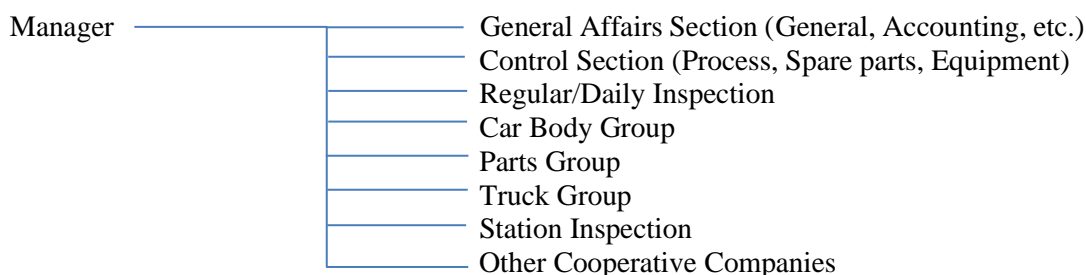 Manager General Affairs Section (General, Accounting, etc.)
Control Section (Process, Spare parts, Equipment)
Regular/Daily Inspection
Car Body Group
Parts Group
Truck Group
Station Inspection
Other Cooperative Companies